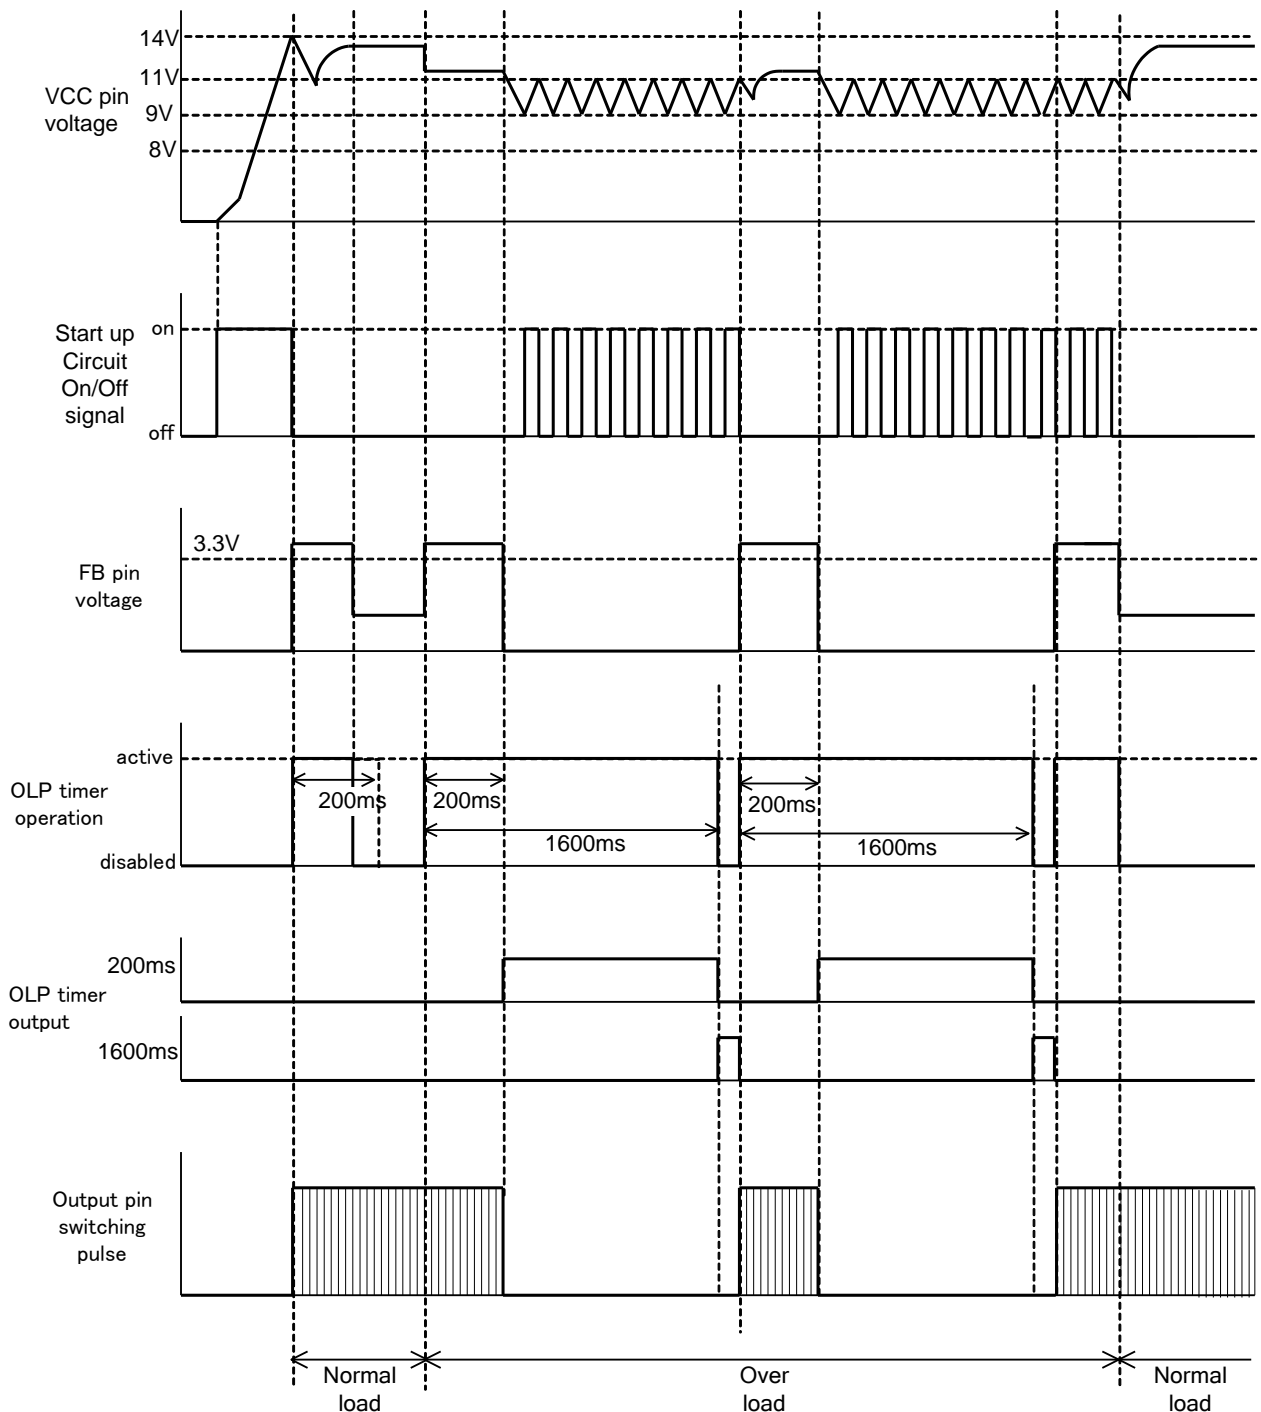 14V
11V
VCC pin
voltage
9V
8V
Start up
Circuit
On/Off
signal
on
off
3.3V
FB pin
voltage
active
OLP timer
operation
disabled
200ms
200ms
1600ms
200ms
1600ms
200ms
OLP timer
output
1600ms
Output pin
switching
pulse
Normal
load
Over
load
Normal
load